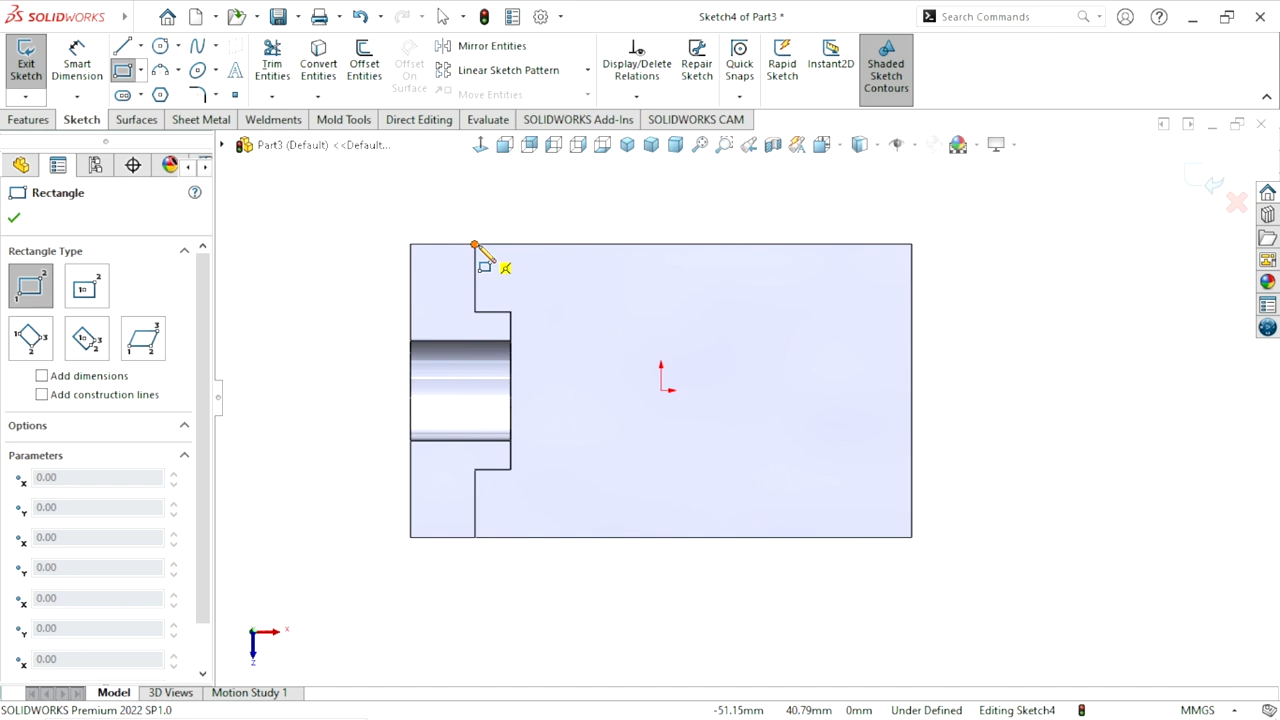 SOLIDWORKS
Sketch4 of Part3 *
Search Commands
Exit Sketch
Smart Dimension
Trim Entities
Convert Entities
Offset Entities
Offset On Surface
Mirror Entities
Linear Sketch Pattern
Move Entities
Display/Delete Relations
Repair Sketch
Quick Snaps
Rapid Sketch
Instant2D
Shaded Sketch Contours
Features
Sketch
Surfaces
Sheet Metal
Weldments
Mold Tools
Direct Editing
Evaluate
SOLIDWORKS Add-Ins
SOLIDWORKS CAM
Part3 (Default) <<Default...
Rectangle
Rectangle Type
Add dimensions
Add construction lines
Options
Parameters
x 0.00
Y 0.00
x 0.00
Y 0.00
x 0.00
Y 0.00
x 0.00
x
Z
Model
3D Views
Motion Study 1
SOLIDWORKS Premium 2022 SP1.0
-51.15mm
40.79mm
0mm
Under Defined
Editing Sketch4
MMGS